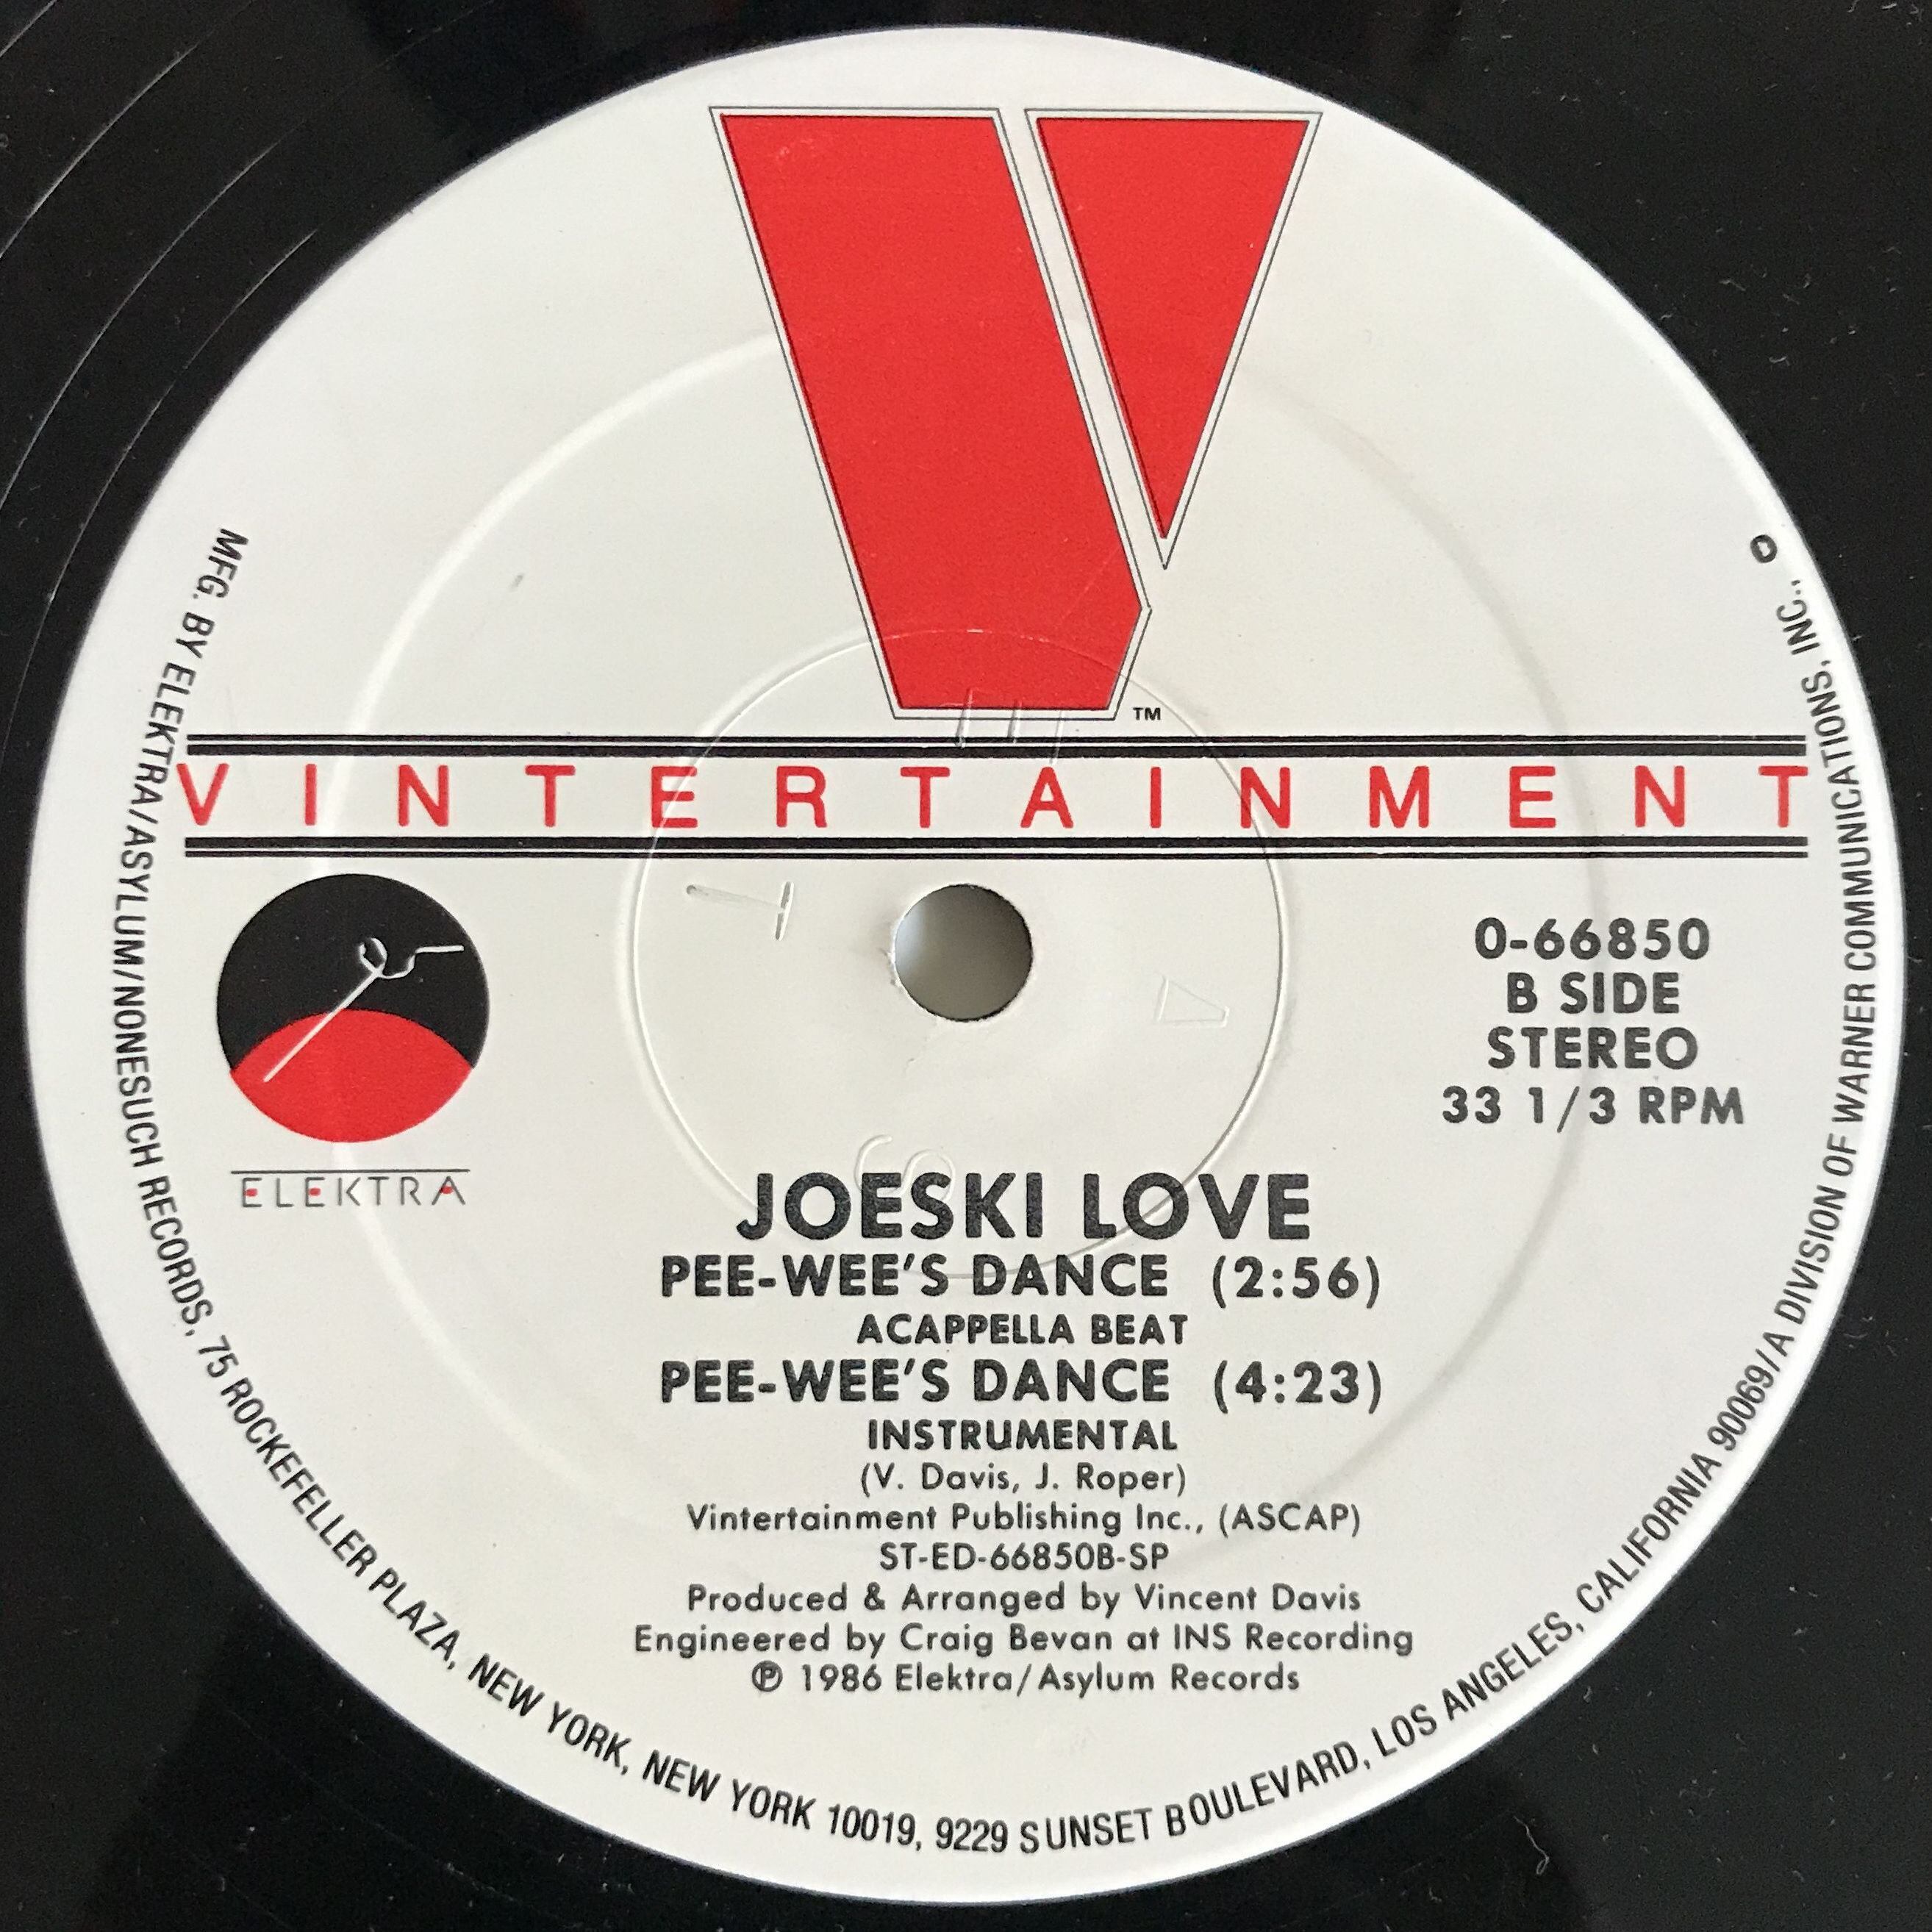 TM
VINTERTAINMENT
ELEKTRA
0-66850
B SIDE
STEREO
33 1/3 RPM
JOESKI LOVE
PEE-WEE'S DANCE (2:56)
ACAPPELLA BEAT
PEE-WEE'S DANCE (4:23)
INSTRUMENTAL
(V. Davis, J. Roper)
Vintertainment Publishing Inc., (ASCAP)
ST-ED-66850B-SP
Produced & Arranged by Vincent Davis
Engineered by Craig Bevan at INS Recording
℗ 1986 Elektra/Asylum Records
MFG. BY ELEKTRA/ASYLUM/NONESUCH RECORDS, 75 ROCKEFELLER PLAZA, NEW YORK, NEW YORK 10019, 9229 SUNSET BOULEVARD, LOS ANGELES, CALIFORNIA 90069/A DIVISION OF WARNER COMMUNICATIONS, INC., O